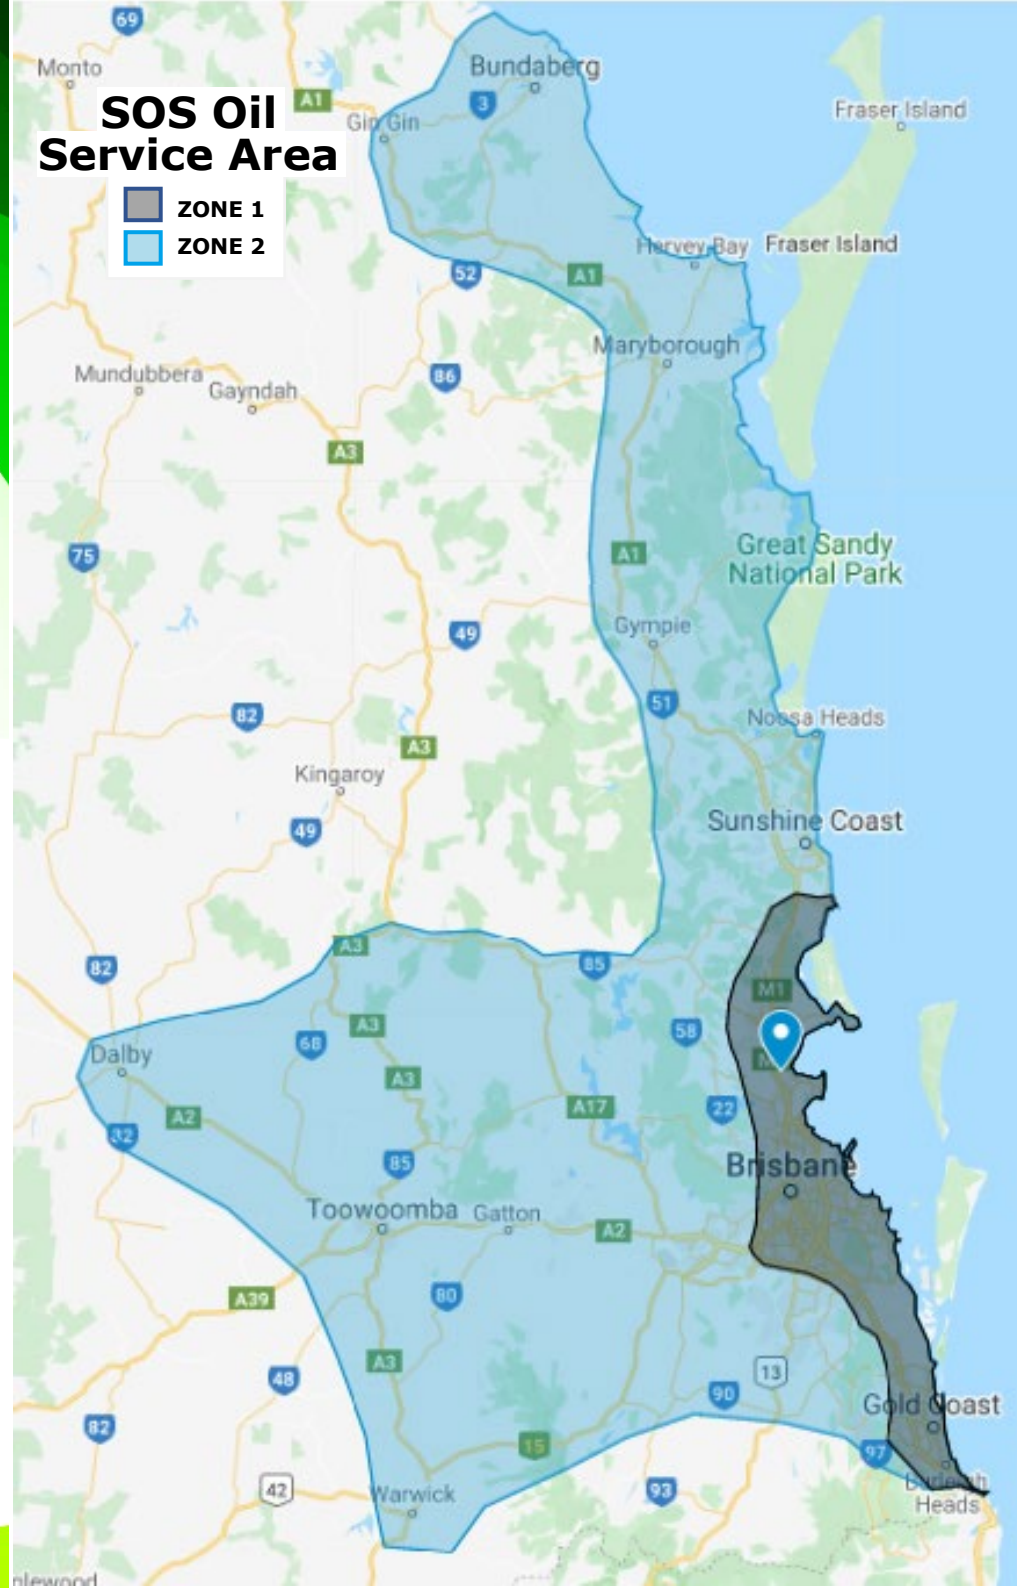 69
Monto
Bundaberg
SOS Oil
Service Area
ZONE 1
ZONE 2
A1
3
Gin Gin
Fraser Island
Hervey Bay
Fraser Island
52
A1
Maryborough
Mundubbera
Gayndah
86
A3
75
A1
Great Sandy
National Park
49
Gympie
82
51
Noosa Heads
A3
Kingaroy
49
Sunshine Coast
A3
82
85
M1
A3
68
58
Dalby
A3
A2
A17
22
32
85
Brisbane
Toowoomba
Gatton
A2
A39
80
A3
48
13
90
Gold Coast
82
15
97
42
Warwick
93
Burleigh
Heads